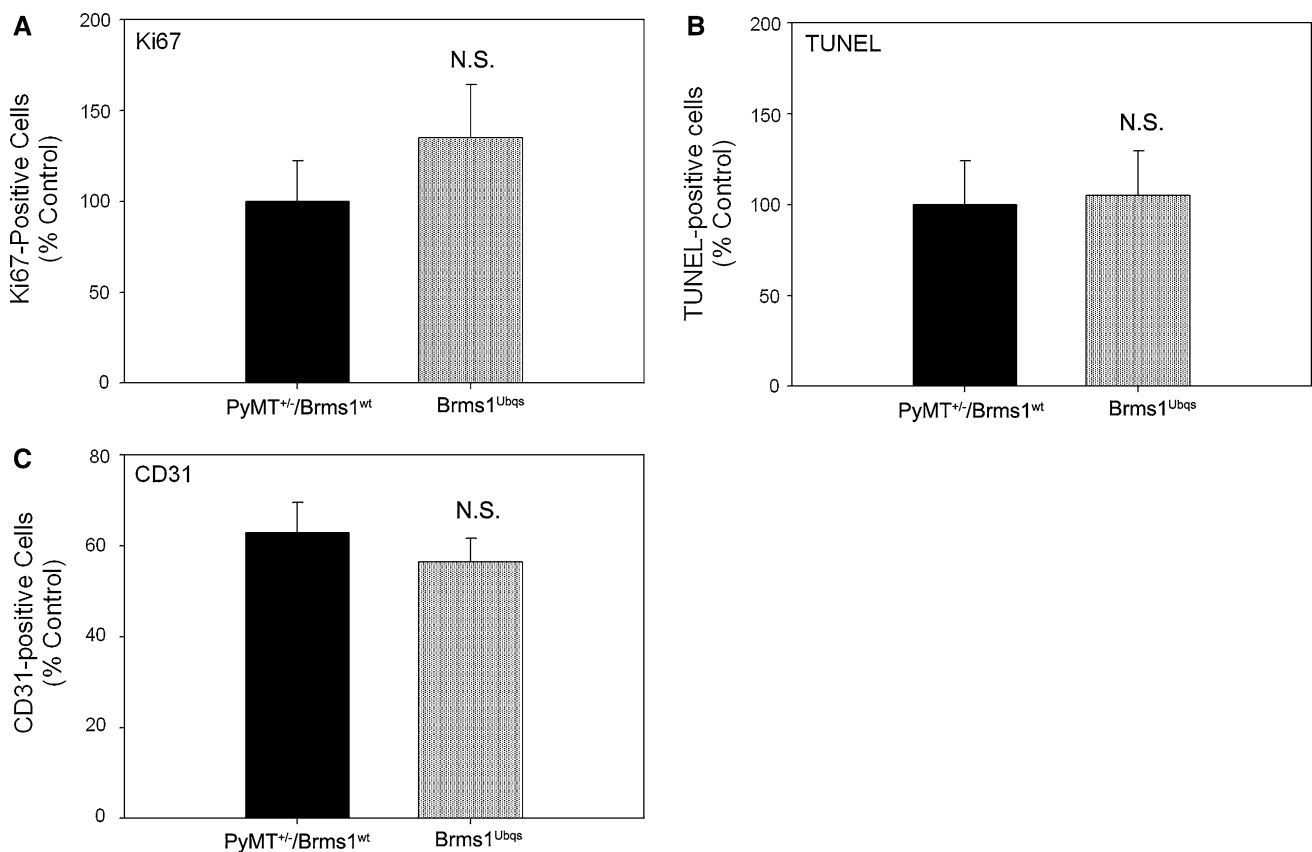 A
Ki67
N.S.
Ki67-Positive Cells
(% Control)
200
150
100
50
0
PyMT+/-/Brms1wt
Brms1Ubqs
B
TUNEL
N.S.
TUNEL-positive cells
(% Control)
200
150
100
50
0
PyMT+/-/Brms1wt
Brms1Ubqs
C
CD31
N.S.
CD31-positive Cells
(% Control)
80
60
40
20
0
PyMT+/-/Brms1wt
Brms1Ubqs